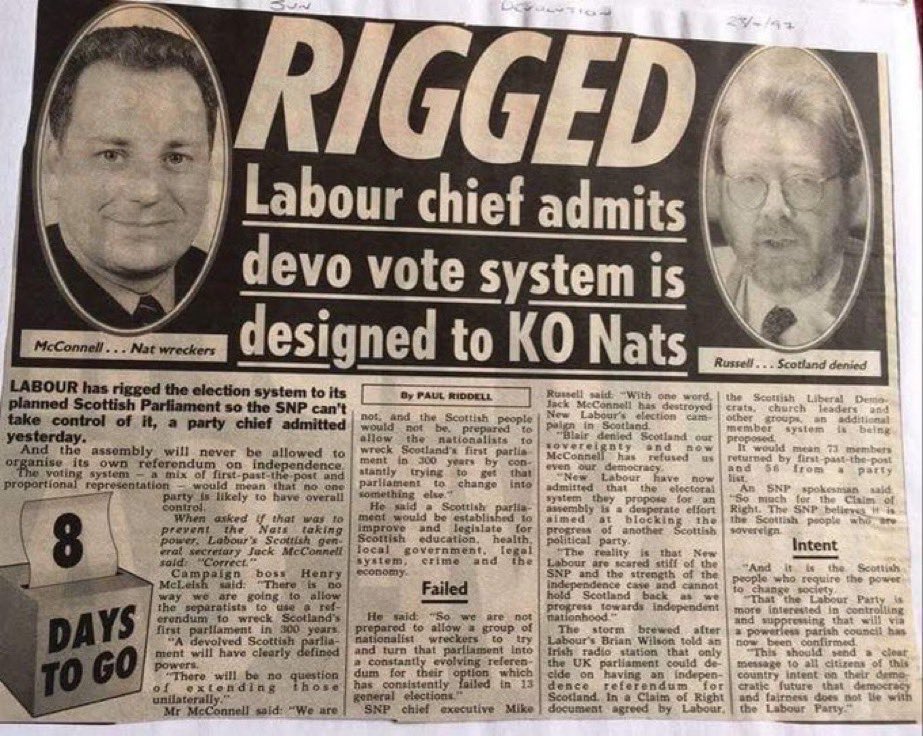 SUN
DEVOLUTION
RIGGED
Labour chief admits
devo vote system is
designed to KO Nats
McConnell . . . Nat wreckers
Russell . . . Scotland denied
LABOUR has rigged the election system to its
planned Scottish Parliament so the SNP can't
take control of it, a party chief admitted
yesterday.
And the assembly will never be allowed to
organise its own referendum on independence.
The voting system — a mix of first-past-the-post and
proportional representation — would mean that no one
party is likely to have overall
control.
When asked if that was to
prevent the Nats taking
power, Labour's Scottish gen-
eral secretary Jack McConnell
said: "Correct."
Campaign boss Henry
McLeish said: "There is no
way we are going to allow
the separatists to use a ref-
erendum to wreck Scotland's
first parliament in 300 years.
"A devolved Scottish parlia-
ment will have clearly defined
powers.
"There will be no question
of extending those
unilaterally."
Mr McConnell said: "We are
8
DAYS
TO GO
By PAUL RIDDELL
not, and the Scottish people
would not be, prepared to
allow the nationalists to
wreck Scotland's first parlia-
ment in 300 years by con-
stantly trying to get that
parliament to change into
something else."
He said a Scottish parlia-
ment would be established to
improve and legislate for
Scottish education, health,
local government, legal
system, crime and the
economy.
Failed
He said: "So we are not
prepared to allow a group of
nationalist wreckers to try
and turn that parliament into
a constantly evolving referen-
dum for their option which
has consistently failed in 13
general elections."
SNP chief executive Mike
Russell said: "With one word,
Jack McConnell has destroyed
New Labour's election cam-
paign in Scotland.
"Blair denied Scotland our
sovereignty and now
McConnell has refused us
even our democracy.
"New Labour have now
admitted that the electoral
system they propose for an
assembly is a desperate effort
aimed at blocking the
progress of another Scottish
political party.
"The reality is that New
Labour are scared stiff of the
SNP and the strength of the
independence case and cannot
hold Scotland back as we
progress towards independent
nationhood."
The storm brewed after
Labour's Brian Wilson told an
Irish radio station that only
the UK parliament could de-
cide on having an indepen-
dence referendum for
Scotland. In a Claim of Right
document agreed by Labour,
the Scottish Liberal Demo-
crats, church leaders and
other groups, an additional
member system is being
proposed.
It would mean 73 members
returned by first-past-the-post
and 56 from a party
list.
An SNP spokesman said:
"So much for the Claim of
Right. The SNP believes it is
the Scottish people who are
sovereign.
Intent
"And it is the Scottish
people who require the power
to change society.
"That the Labour Party is
more interested in controlling
and suppressing that will via
a powerless parish council has
now been confirmed.
"This should send a clear
message to all citizens of this
country intent on their demo-
cratic future that democracy
and fairness does not lie with
the Labour Party."